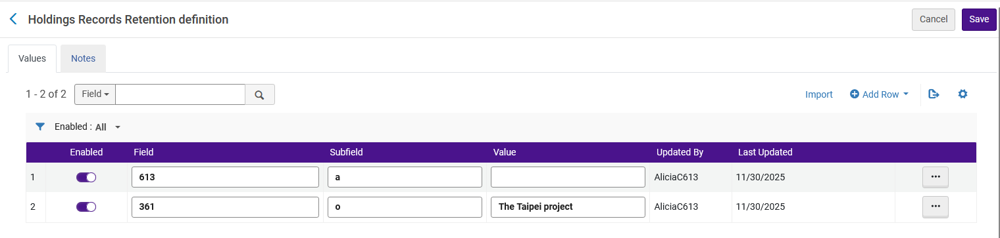 Holdings Records Retention definition
Cancel
Save
Values
Notes
1 - 2 of 2
Field
Import
Add Row
Enabled : All
Enabled Field Subfield Value Updated By Last Updated
1 613 a AliciaC613 11/30/2025
2 361 o The Taipei project AliciaC613 11/30/2025